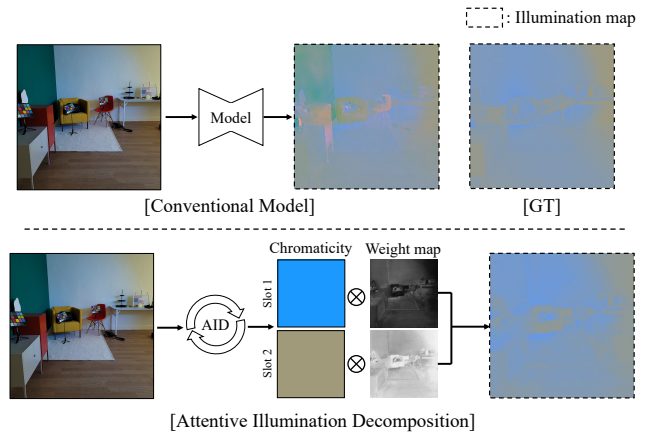 : Illumination map
Model
[Conventional Model]
[GT]
Chromaticity
Weight map
Slot 1
AID
Slot 2
[Attentive Illumination Decomposition]